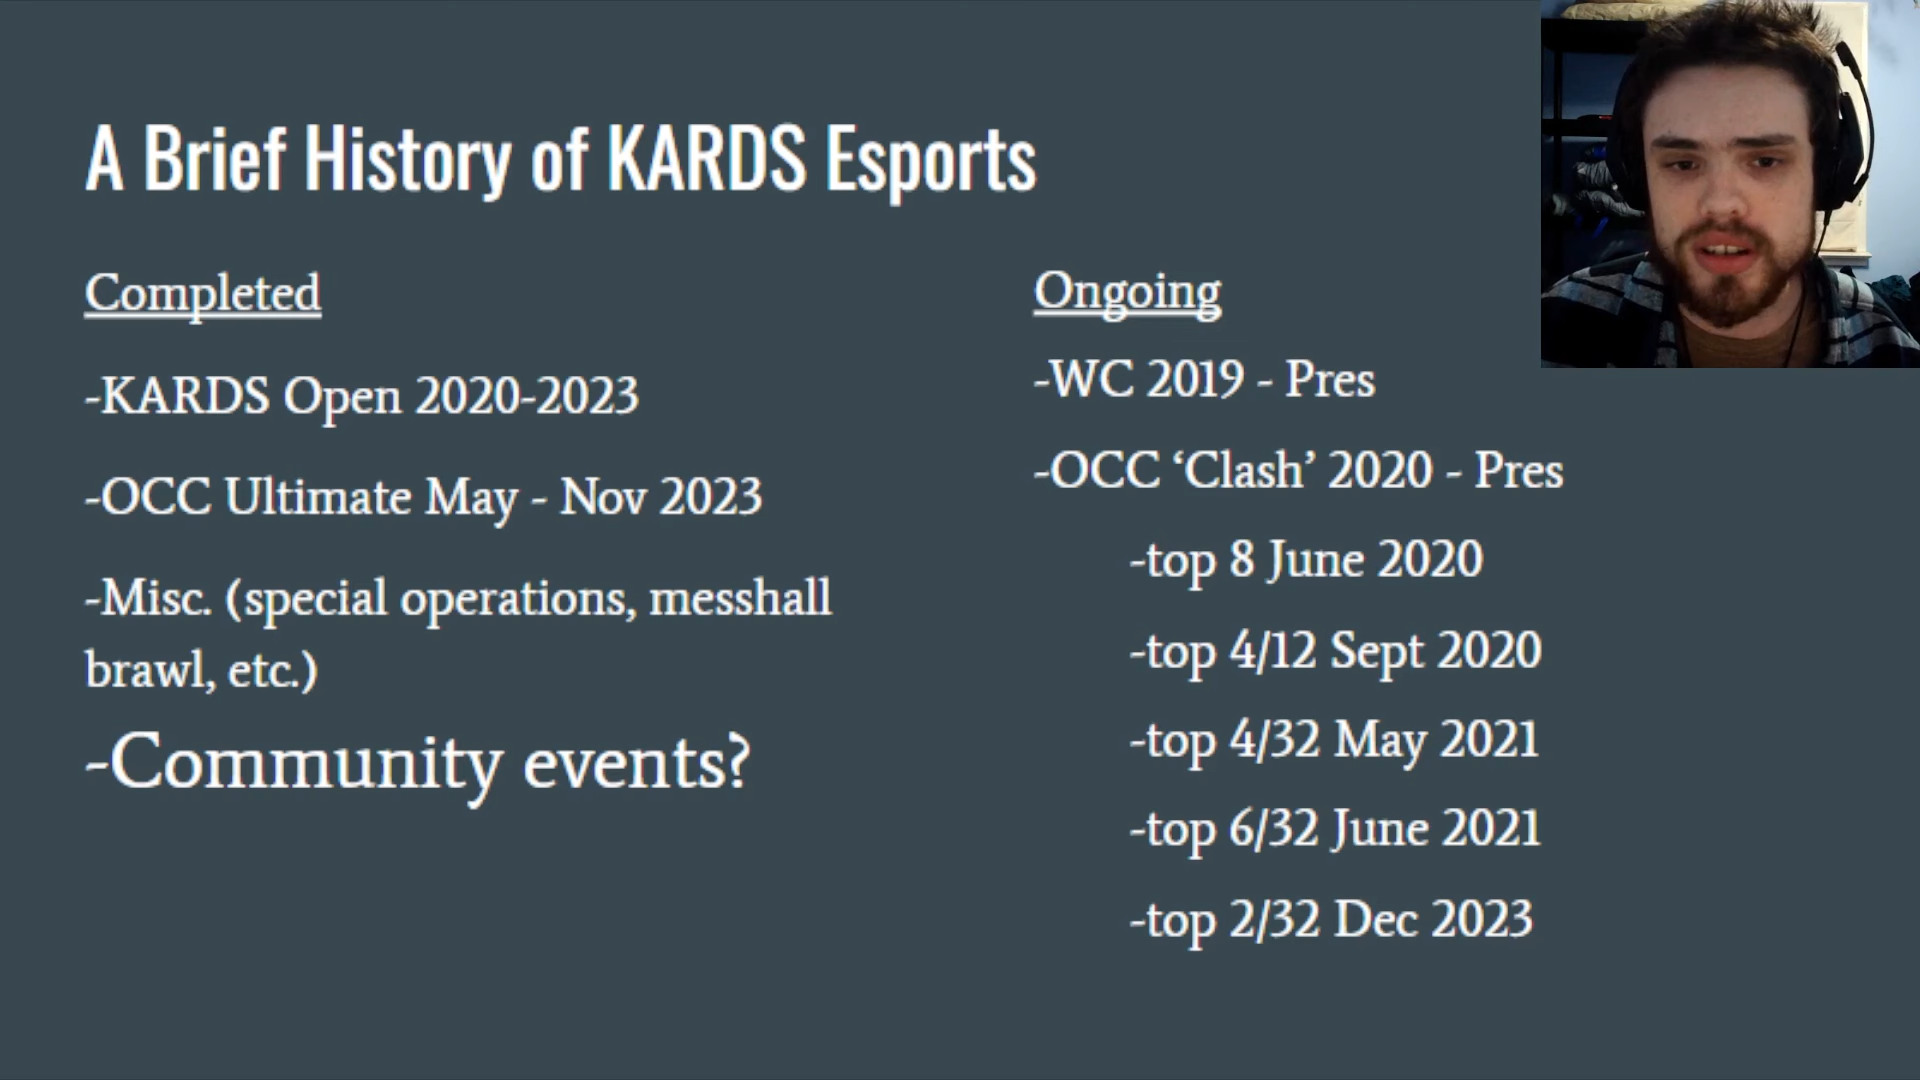 A Brief History of KARDS Esports
Completed
-KARDS Open 2020-2023
-OCC Ultimate May - Nov 2023
-Misc. (special operations, messhall
brawl, etc.)
-Community events?
Ongoing
-WC 2019 - Pres
-OCC ‘Clash’ 2020 - Pres
-top 8 June 2020
-top 4/12 Sept 2020
-top 4/32 May 2021
-top 6/32 June 2021
-top 2/32 Dec 2023